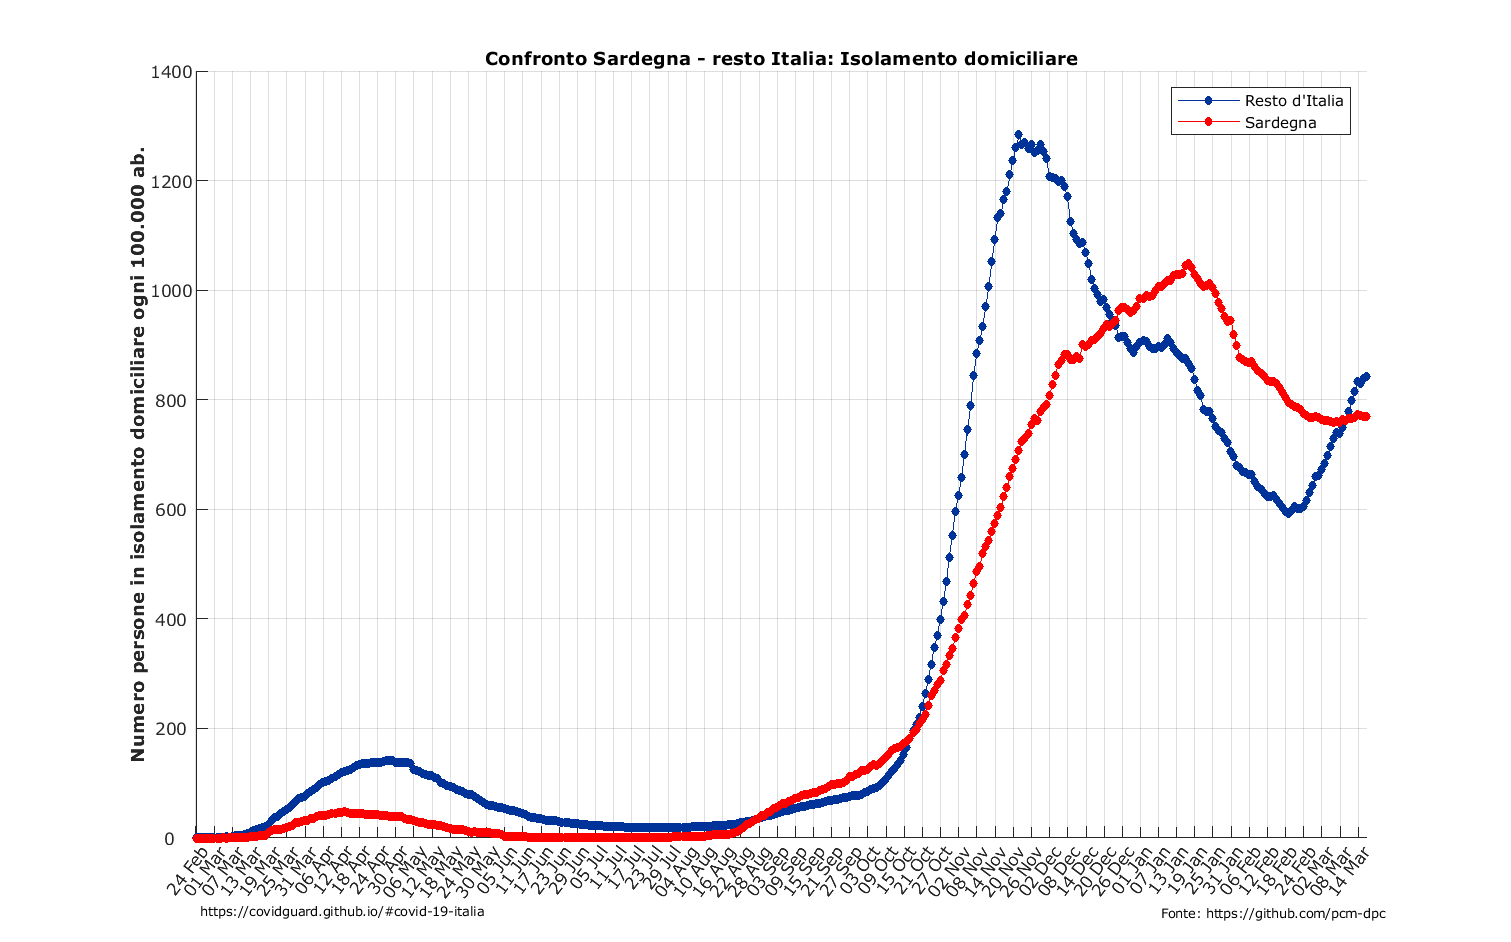 Confronto Sardegna - resto Italia: Isolamento domiciliare
Numero persone in isolamento domiciliare ogni 100.000 ab.
1400
1200
1000
800
600
400
200
0
Resto d'Italia
Sardegna
24 Feb
01 Mar
07 Mar
13 Mar
19 Mar
25 Mar
31 Mar
06 Apr
12 Apr
18 Apr
24 Apr
30 Apr
06 May
12 May
18 May
24 May
30 May
05 Jun
11 Jun
17 Jun
23 Jun
29 Jun
05 Jul
11 Jul
17 Jul
23 Jul
29 Jul
04 Aug
10 Aug
16 Aug
22 Aug
28 Aug
03 Sep
09 Sep
15 Sep
21 Sep
27 Sep
03 Oct
09 Oct
15 Oct
21 Oct
27 Oct
02 Nov
08 Nov
14 Nov
20 Nov
26 Nov
02 Dec
08 Dec
14 Dec
20 Dec
26 Dec
01 Jan
07 Jan
13 Jan
19 Jan
25 Jan
31 Jan
06 Feb
12 Feb
18 Feb
24 Feb
02 Mar
08 Mar
14 Mar
https://covidguard.github.io/#covid-19-italia
Fonte: https://github.com/pcm-dpc